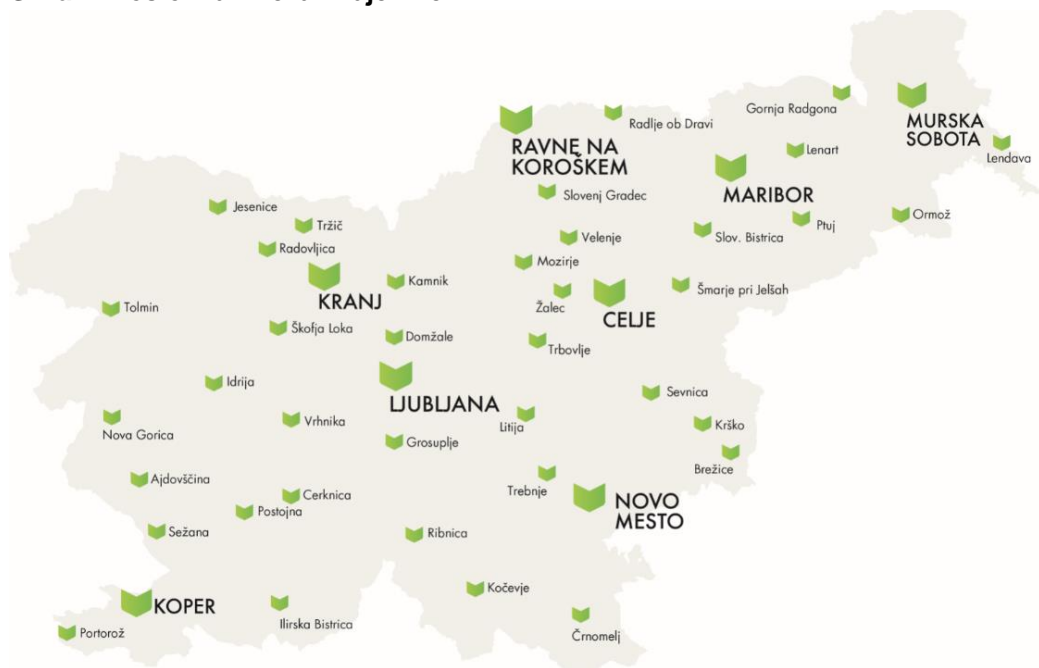 Gornja Radgona
MURSKA
SOBOTA
Radlje ob Dravi
RAVNE NA
KOROŠKEM
Lenart
Lendava
MARIBOR
Slovenj Gradec
Jesenice
Ormož
Tržič
Ptuj
Slov. Bistrica
Velenje
Radovljica
Mozirje
Kamnik
KRANJ
Šmarje pri Jelšah
Žalec
CELJE
Tolmin
Škofja Loka
Domžale
Trbovlje
Idrija
Sevnica
LJUBLJANA
Vrhnika
Litija
Krško
Nova Gorica
Grosuplje
Brežice
Ajdovščina
Trebnje
Cerknica
NOVO
MESTO
Postojna
Sežana
Ribnica
Kočevje
KOPER
Ilirska Bistrica
Portorož
Črnomelj